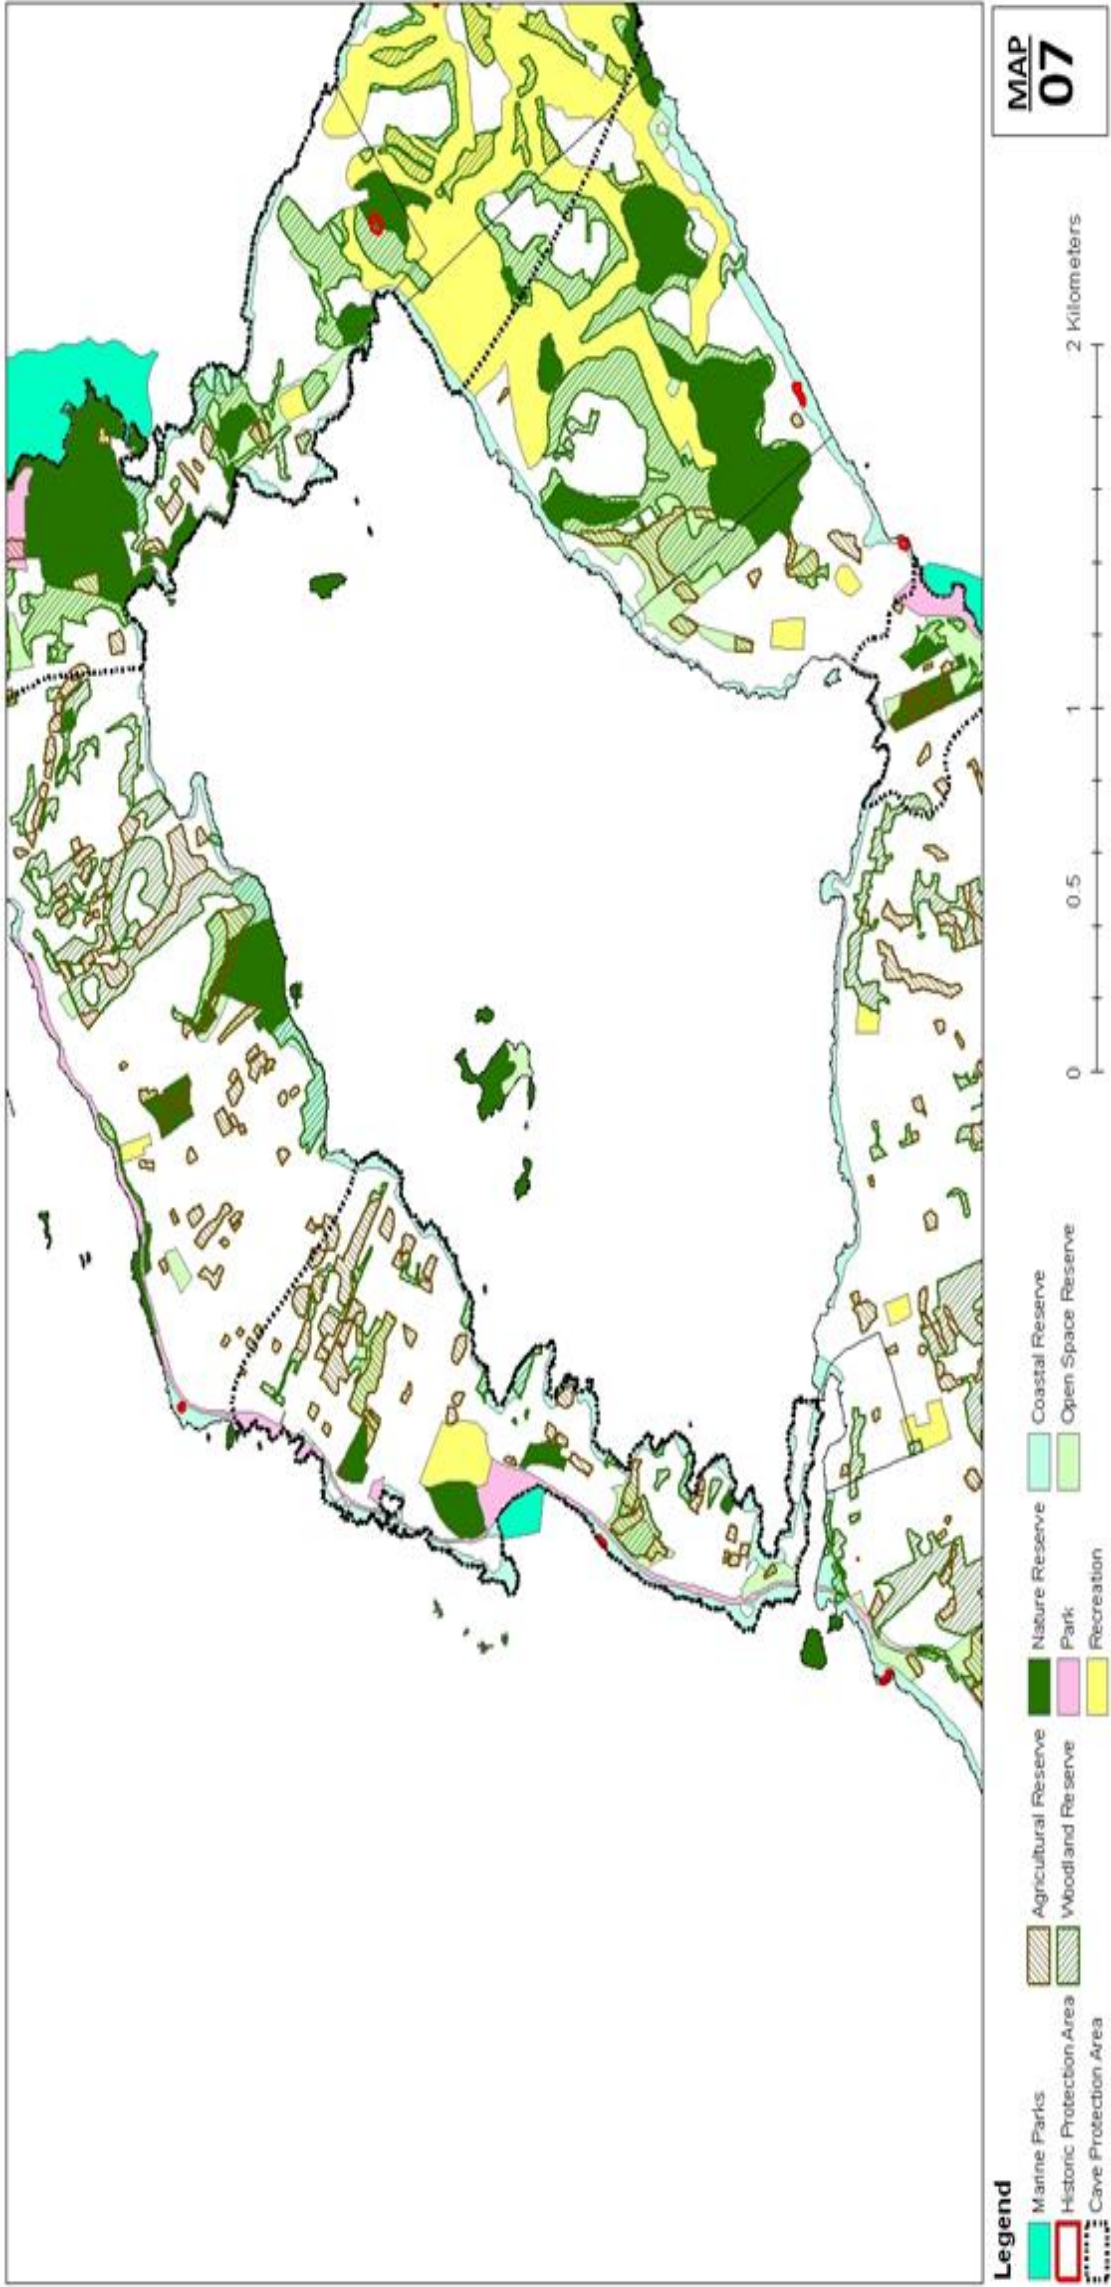 MAP
07
0 0.5 1 2 Kilometers
Legend
Marine Parks
Historic Protection Area
Cave Protection Area
Agricultural Reserve
Woodland Reserve
Nature Reserve
Park
Recreation
Coastal Reserve
Open Space Reserve